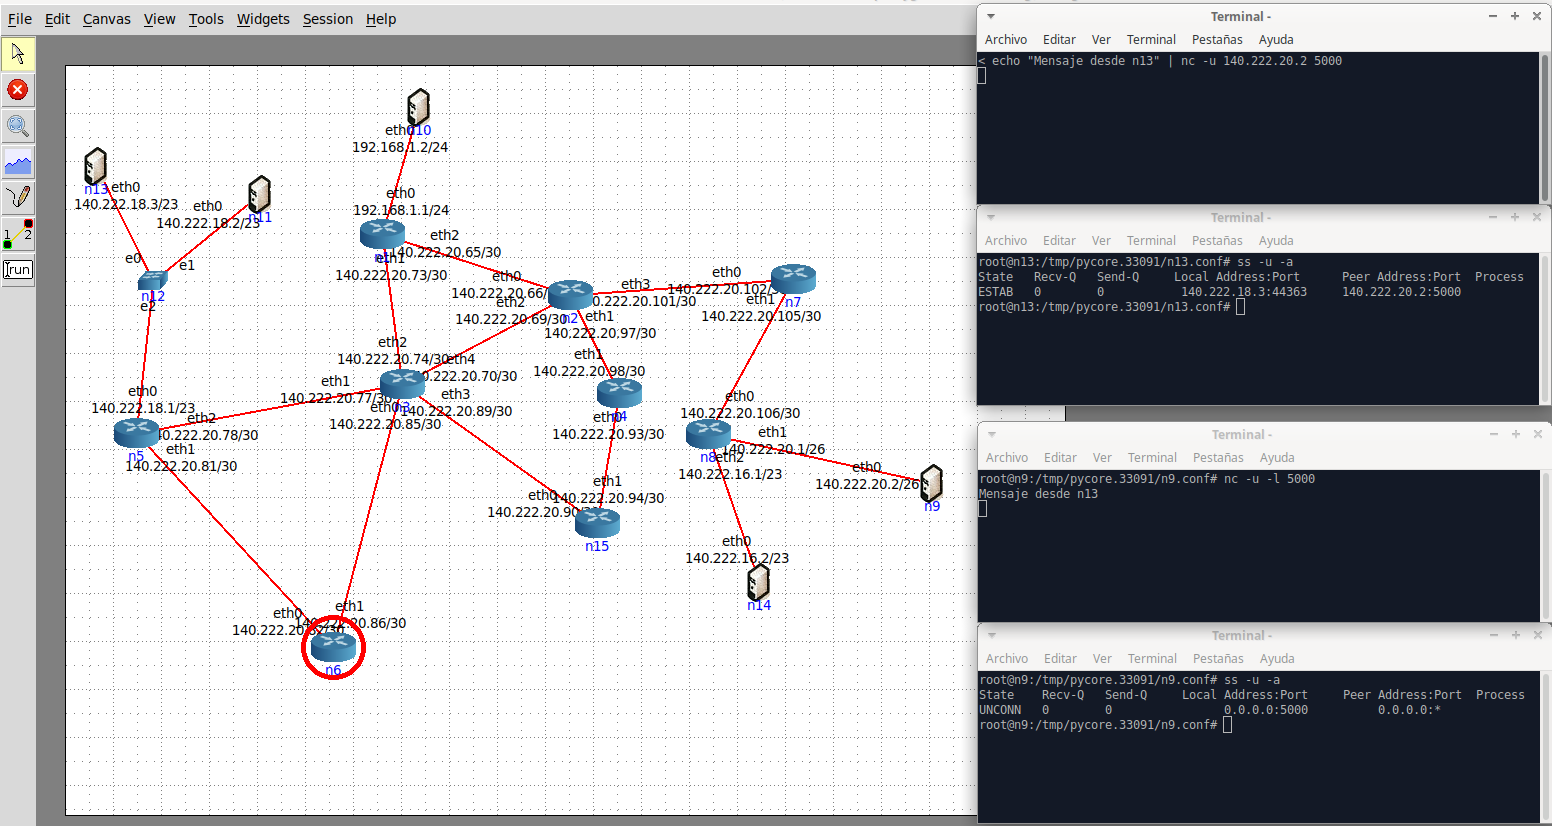 File Edit Canvas View Tools Widgets Session Help
1 2
run
n10
192.168.1.2/24
n13
eth0
140.222.18.3/23
eth0
140.222.18.2/23
n11
eth0
192.168.1.1/24
eth2
140.222.20.65/30
eth1
140.222.20.73/30
e0
e1
n12
e2
eth0
140.222.20.66/
eth2
140.222.20.69/30
n2
eth3
0.222.20.101/30
eth1
140.222.20.97/30
eth0
140.222.20.102/
n7
eth1
140.222.20.105/30
eth2
140.222.20.74/30
eth4
0.222.20.70/30
eth1
140.222.20.77/30
n3
eth3
140.222.20.89/30
eth0
140.222.20.85/30
eth1
140.222.20.98/30
n4
eth0
140.222.20.93/30
eth0
140.222.18.1/23
eth2
0.222.20.78/30
n5
eth1
140.222.20.81/30
eth0
140.222.20.106/30
eth1
140.222.20.1/26
n8
eth2
140.222.16.1/23
eth0
140.222.20.2/26
n9
eth1
140.222.20.94/30
eth0
140.222.20.90
n15
eth0
140.222.16.2/23
n14
eth0
eth1
140.222.20.86/30
n6
Terminal -
Archivo Editar Ver Terminal Pestañas Ayuda
< echo "Mensaje desde n13" | nc -u 140.222.20.2 5000
Terminal -
Archivo Editar Ver Terminal Pestañas Ayuda
root@n13:/tmp/pycore.33091/n13.conf# ss -u -a
State Recv-Q Send-Q Local Address:Port Peer Address:Port Process
ESTAB 0 0 140.222.18.3:44363 140.222.20.2:5000
root@n13:/tmp/pycore.33091/n13.conf#
Terminal -
Archivo Editar Ver Terminal Pestañas Ayuda
root@n9:/tmp/pycore.33091/n9.conf# nc -u -l 5000
Mensaje desde n13
Terminal -
Archivo Editar Ver Terminal Pestañas Ayuda
root@n9:/tmp/pycore.33091/n9.conf# ss -u -a
State Recv-Q Send-Q Local Address:Port Peer Address:Port Process
UNCONN 0 0 0.0.0.0:5000 0.0.0.0:*
root@n9:/tmp/pycore.33091/n9.conf#